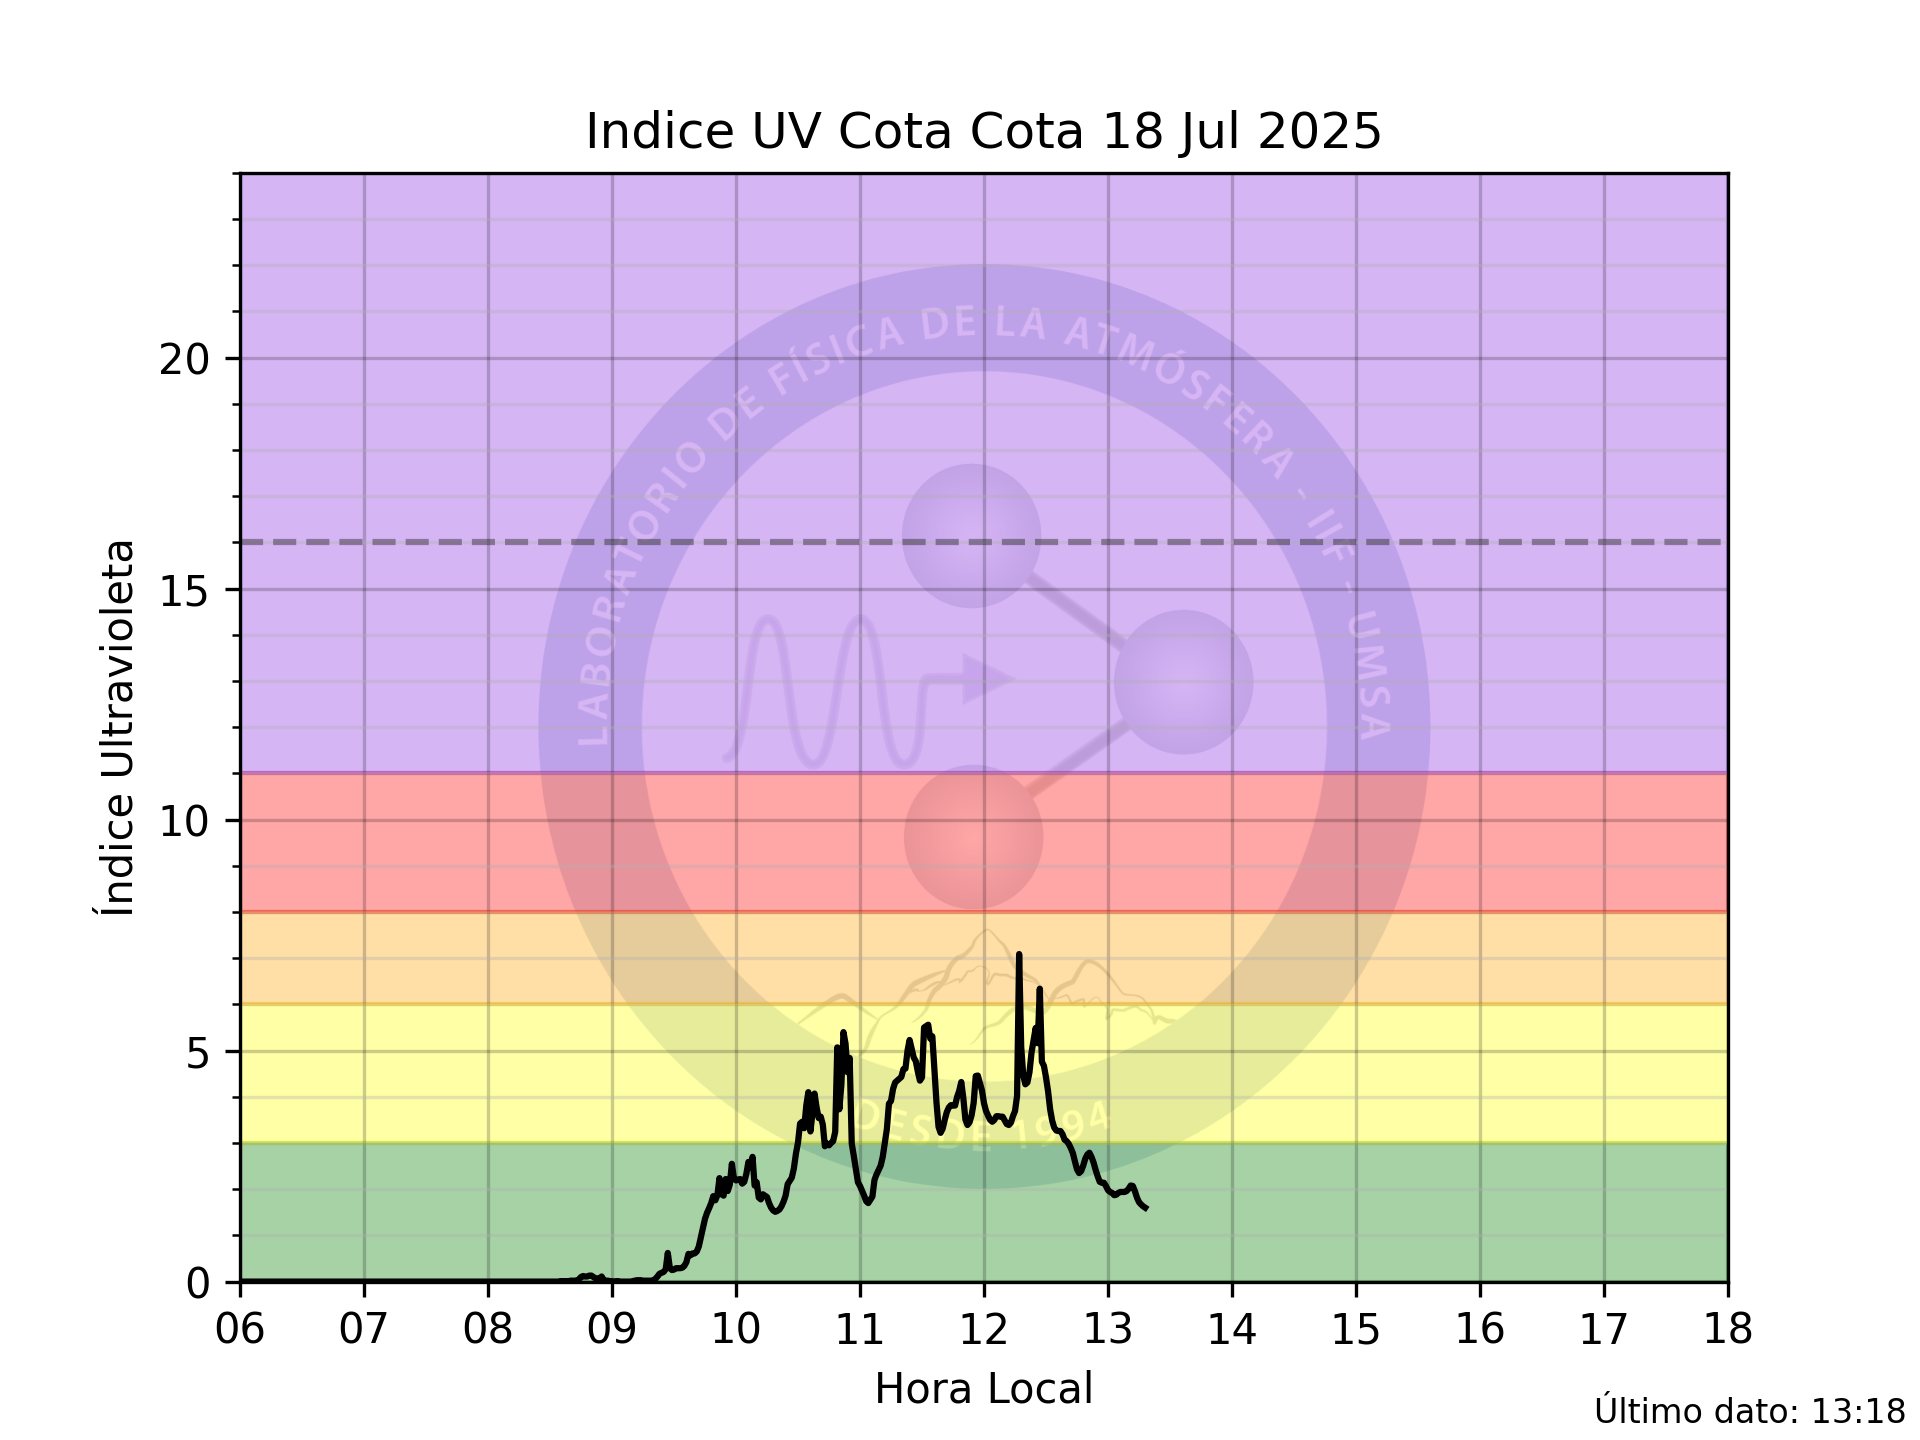 Indice UV Cota Cota 18 Jul 2025
LABORATORIO DE FÍSICA DE LA ATMÓSFERA - IIF - UMSA
DESDE 1994
Índice Ultravioleta
20
15
10
5
0
06 07 08 09 10 11 12 13 14 15 16 17 18
Hora Local
Último dato: 13:18